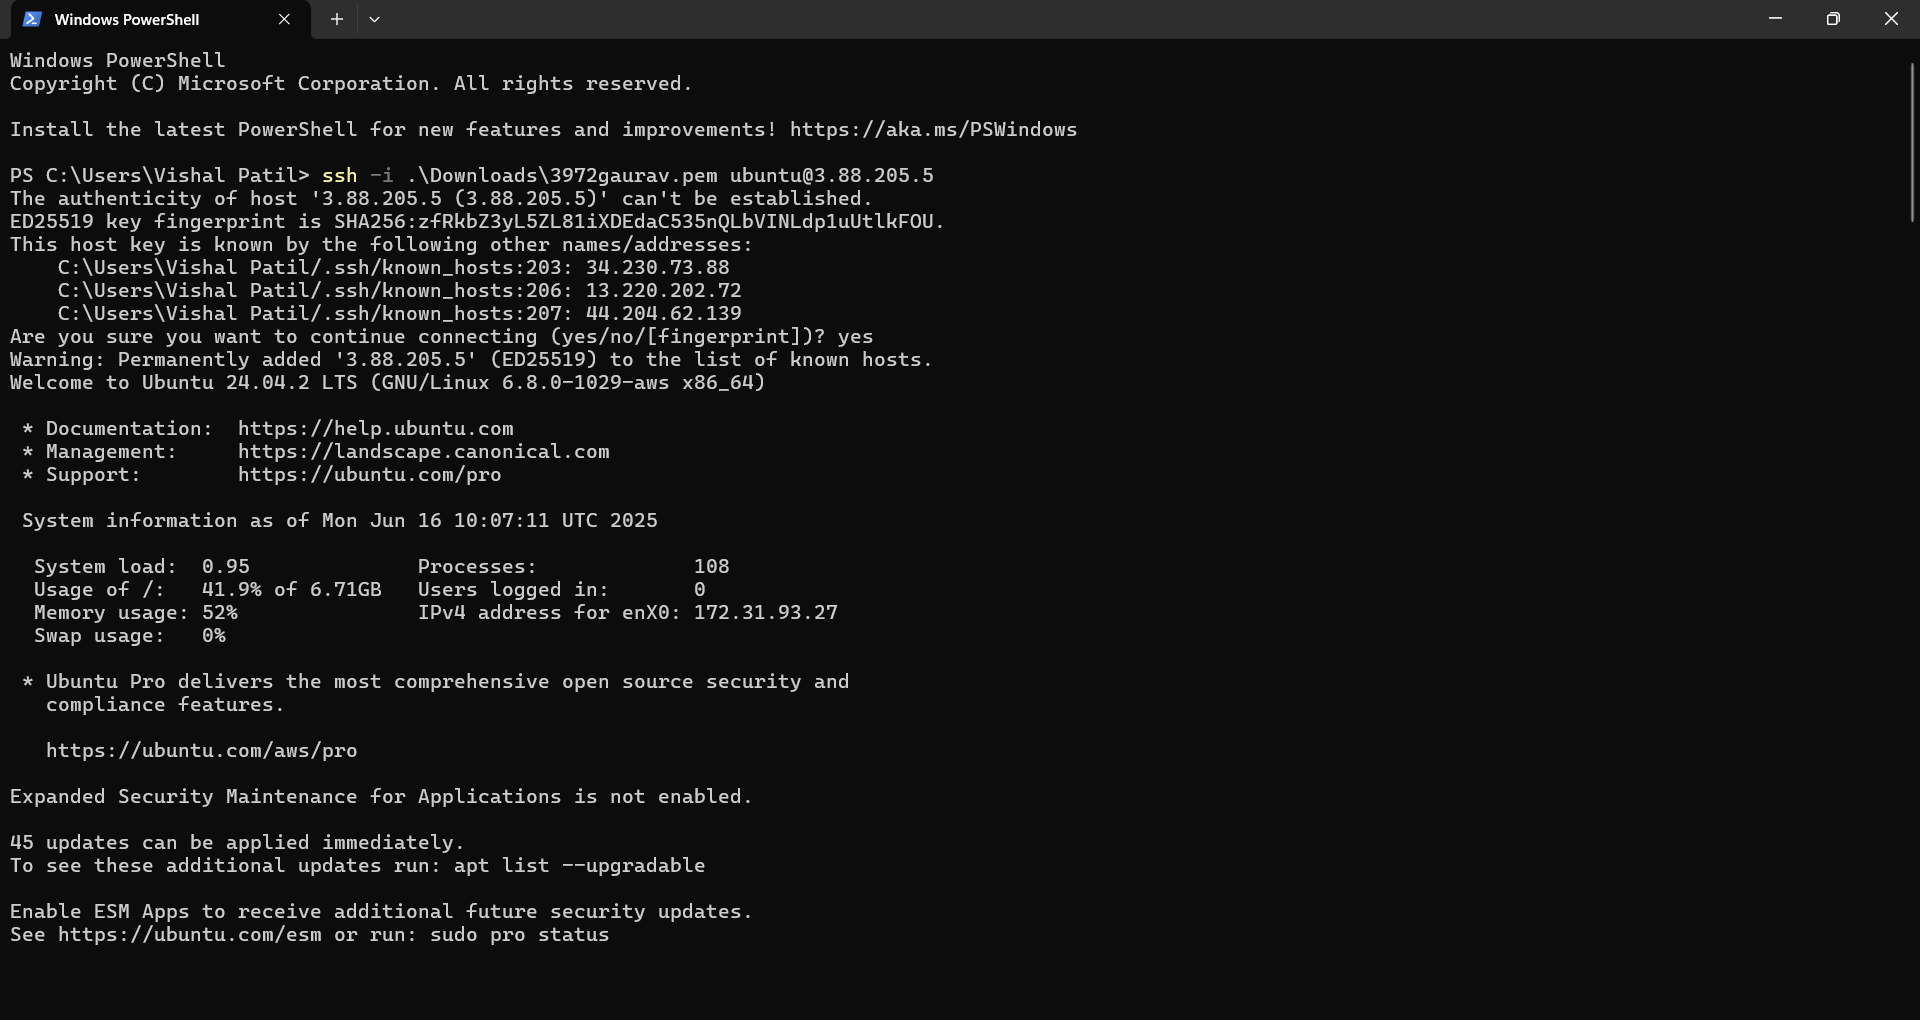 Windows PowerShell
Windows PowerShell
Copyright (C) Microsoft Corporation. All rights reserved.
Install the latest PowerShell for new features and improvements! https://aka.ms/PSWindows
PS C:\Users\Vishal Patil> ssh -i .\Downloads\3972gaurav.pem ubuntu@3.88.205.5
The authenticity of host '3.88.205.5 (3.88.205.5)' can't be established.
ED25519 key fingerprint is SHA256:zfRkbZ3yL5ZL81iXDEdaC535nQLbVINLdp1uUtlkFOU.
This host key is known by the following other names/addresses:
    C:\Users\Vishal Patil/.ssh/known_hosts:203: 34.230.73.88
    C:\Users\Vishal Patil/.ssh/known_hosts:206: 13.220.202.72
    C:\Users\Vishal Patil/.ssh/known_hosts:207: 44.204.62.139
Are you sure you want to continue connecting (yes/no/[fingerprint])? yes
Warning: Permanently added '3.88.205.5' (ED25519) to the list of known hosts.
Welcome to Ubuntu 24.04.2 LTS (GNU/Linux 6.8.0-1029-aws x86_64)
 * Documentation:  https://help.ubuntu.com
 * Management:     https://landscape.canonical.com
 * Support:        https://ubuntu.com/pro
 System information as of Mon Jun 16 10:07:11 UTC 2025
  System load:  0.95              Processes:             108
  Usage of /:   41.9% of 6.71GB   Users logged in:       0
  Memory usage: 52%               IPv4 address for enX0: 172.31.93.27
  Swap usage:   0%
 * Ubuntu Pro delivers the most comprehensive open source security and
   compliance features.
   https://ubuntu.com/aws/pro
Expanded Security Maintenance for Applications is not enabled.
45 updates can be applied immediately.
To see these additional updates run: apt list --upgradable
Enable ESM Apps to receive additional future security updates.
See https://ubuntu.com/esm or run: sudo pro status